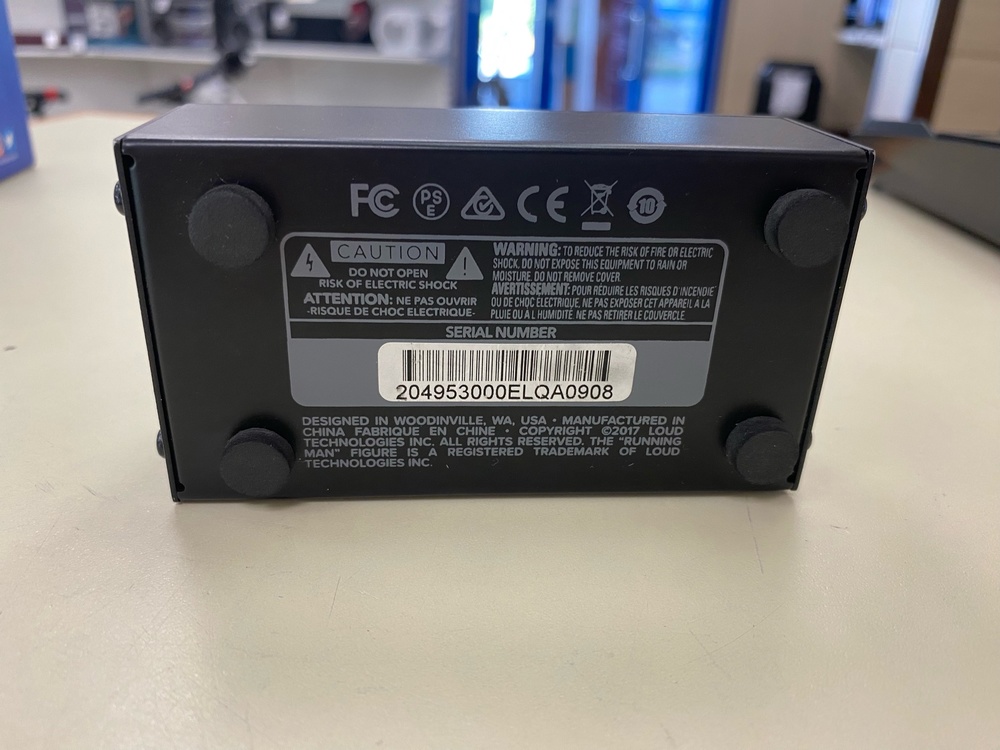 FC PS E CE 10
CAUTION
DO NOT OPEN
RISK OF ELECTRIC SHOCK
ATTENTION: NE PAS OUVRIR
-RISQUE DE CHOC ELECTRIQUE-
WARNING: TO REDUCE THE RISK OF FIRE OR ELECTRIC
SHOCK, DO NOT EXPOSE THIS EQUIPMENT TO RAIN OR
MOISTURE. DO NOT REMOVE COVER.
AVERTISSEMENT: POUR RÉDUIRE LES RISQUES D'INCENDIE
OU DE CHOC ÉLECTRIQUE, NE PAS EXPOSER CET APPAREIL A LA
PLUIE OU A L HUMIDITÉ. NE PAS RETIRER LE COUVERCLE.
SERIAL NUMBER
204953000ELQA0908
DESIGNED IN WOODINVILLE, WA, USA • MANUFACTURED IN
CHINA FABRIQUE EN CHINE • COPYRIGHT ©2017 LOUD
TECHNOLOGIES INC. ALL RIGHTS RESERVED. THE "RUNNING
MAN" FIGURE IS A REGISTERED TRADEMARK OF LOUD
TECHNOLOGIES INC.